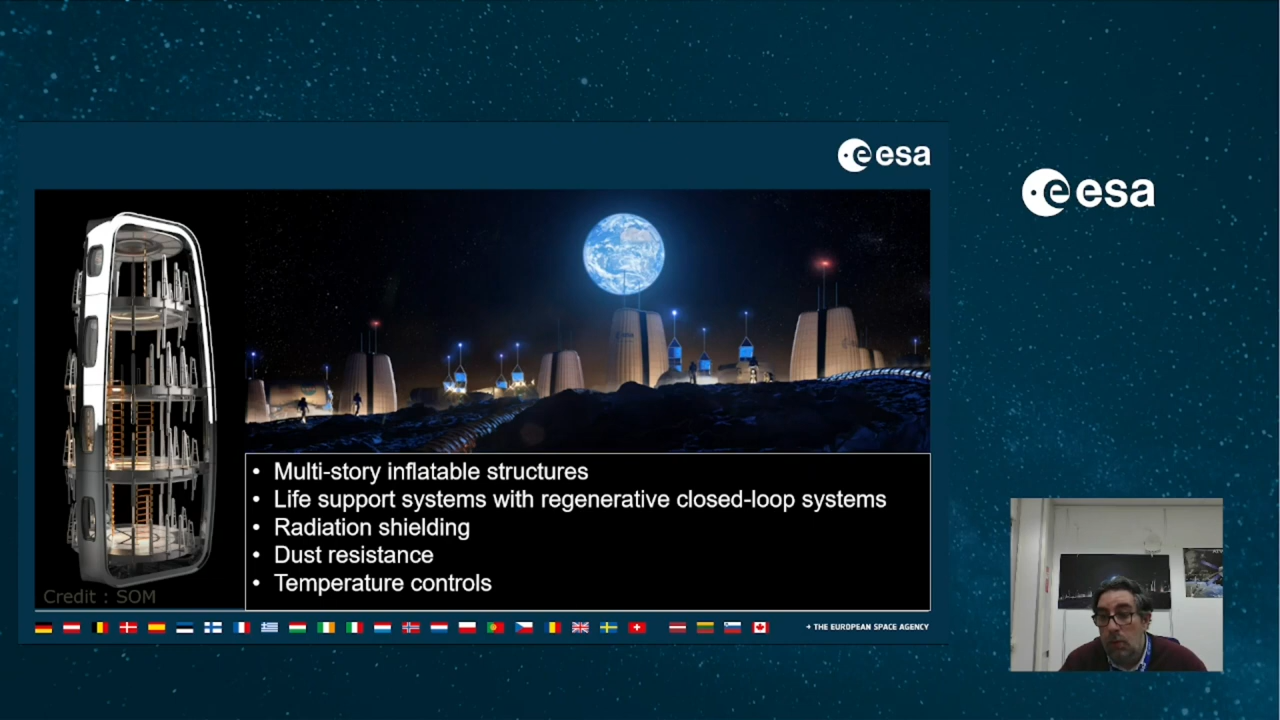 esa
esa
• Multi-story inflatable structures
• Life support systems with regenerative closed-loop systems
• Radiation shielding
• Dust resistance
• Temperature controls
Credit : SOM
→ THE EUROPEAN SPACE AGENCY